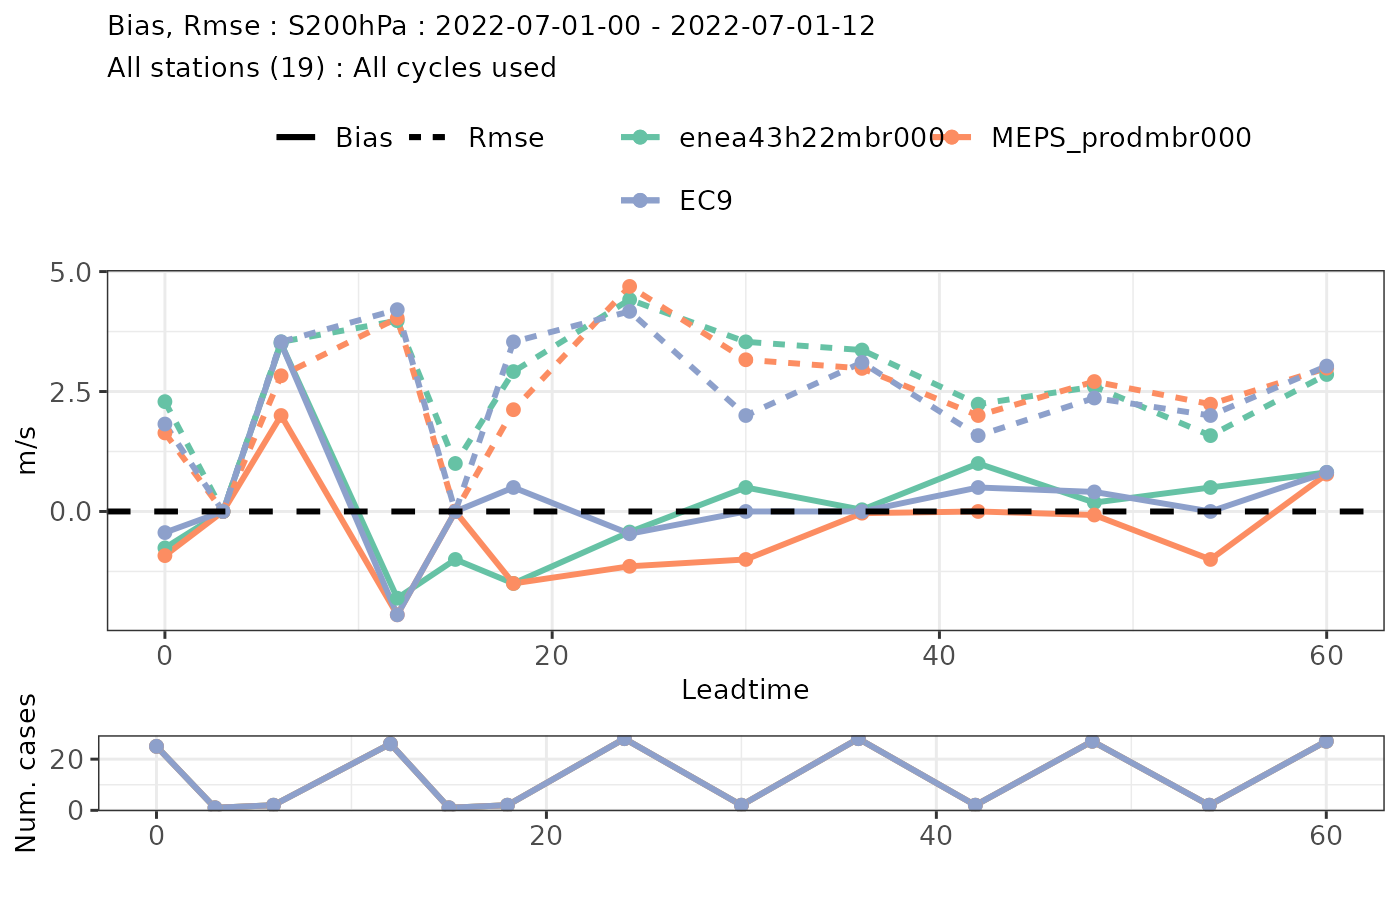 Bias, Rmse : S200hPa : 2022-07-01-00 - 2022-07-01-12
All stations (19) : All cycles used
Bias Rmse enea43h22mbr000 MEPS_prodmbr000
EC9
5.0
2.5
0.0
m/s
0 20 40 60
Leadtime
Num. cases
20
0
0 20 40 60